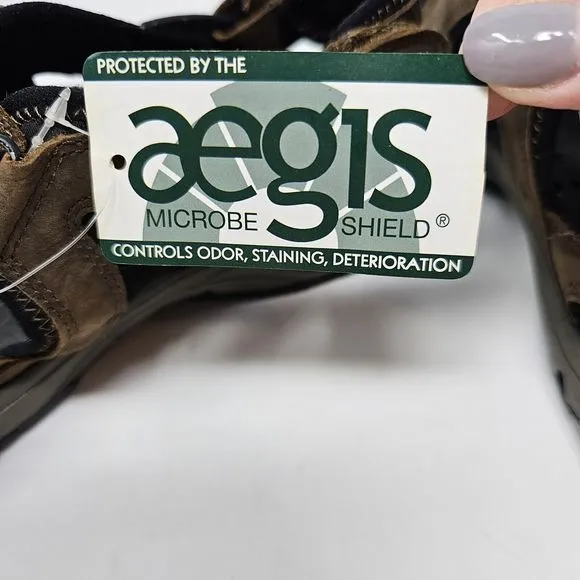 PROTECTED BY THE
aegis
MICROBE SHIELD®
CONTROLS ODOR, STAINING, DETERIORATION